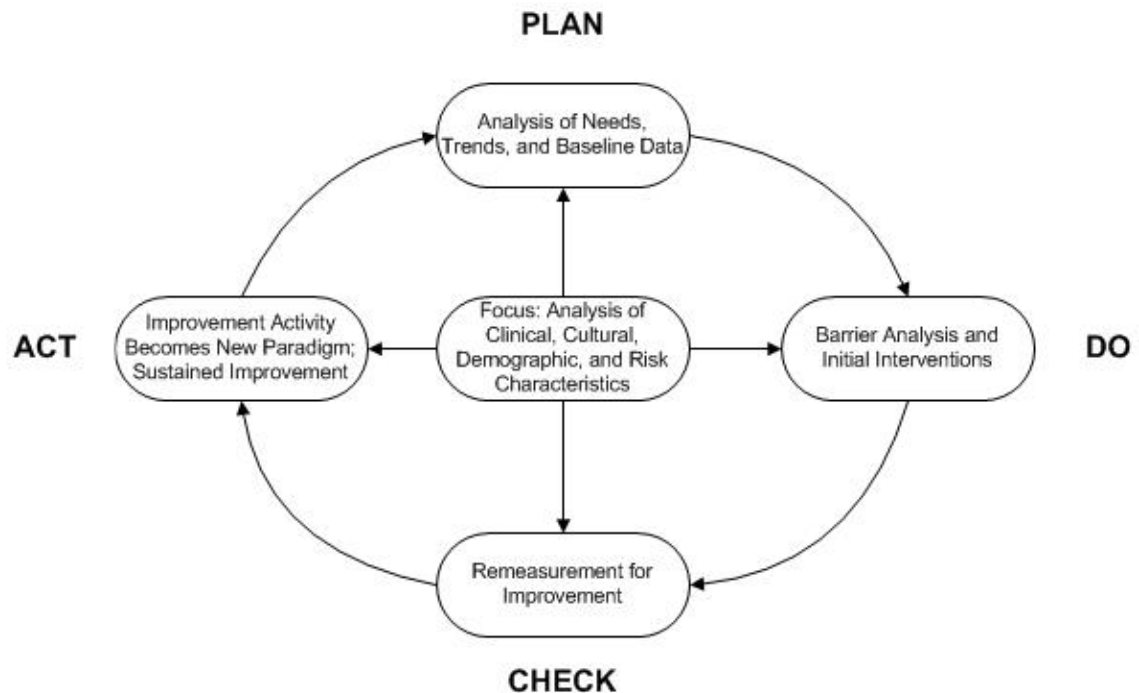 PLAN
Analysis of Needs,
Trends, and Baseline Data
ACT
Improvement Activity
Becomes New Paradigm;
Sustained Improvement
Focus: Analysis of
Clinical, Cultural,
Demographic, and Risk
Characteristics
Barrier Analysis and
Initial Interventions
DO
Remeasurement for
Improvement
CHECK